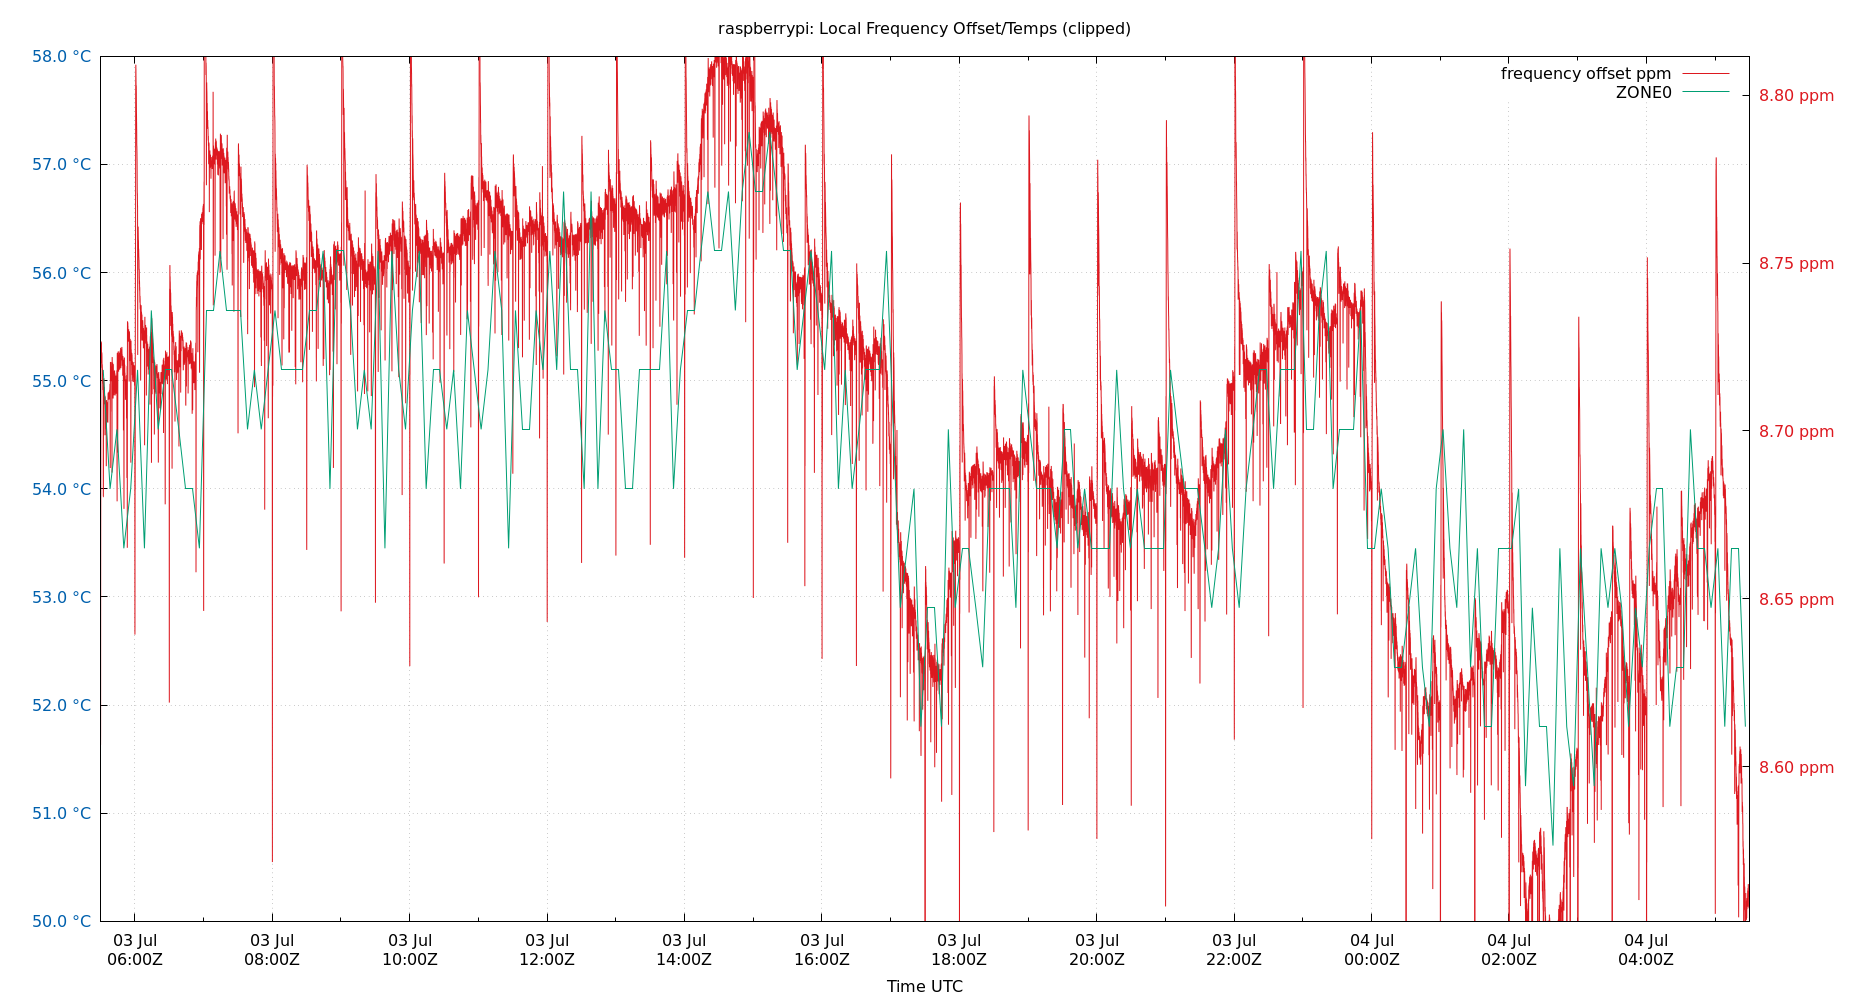 raspberrypi: Local Frequency Offset/Temps (clipped)
frequency offset ppm
ZONE0
58.0 °C
57.0 °C
56.0 °C
55.0 °C
54.0 °C
53.0 °C
52.0 °C
51.0 °C
50.0 °C
8.80 ppm
8.75 ppm
8.70 ppm
8.65 ppm
8.60 ppm
03 Jul 03 Jul 03 Jul 03 Jul 03 Jul 03 Jul 03 Jul 03 Jul 03 Jul 04 Jul 04 Jul 04 Jul
06:00Z 08:00Z 10:00Z 12:00Z 14:00Z 16:00Z 18:00Z 20:00Z 22:00Z 00:00Z 02:00Z 04:00Z
Time UTC